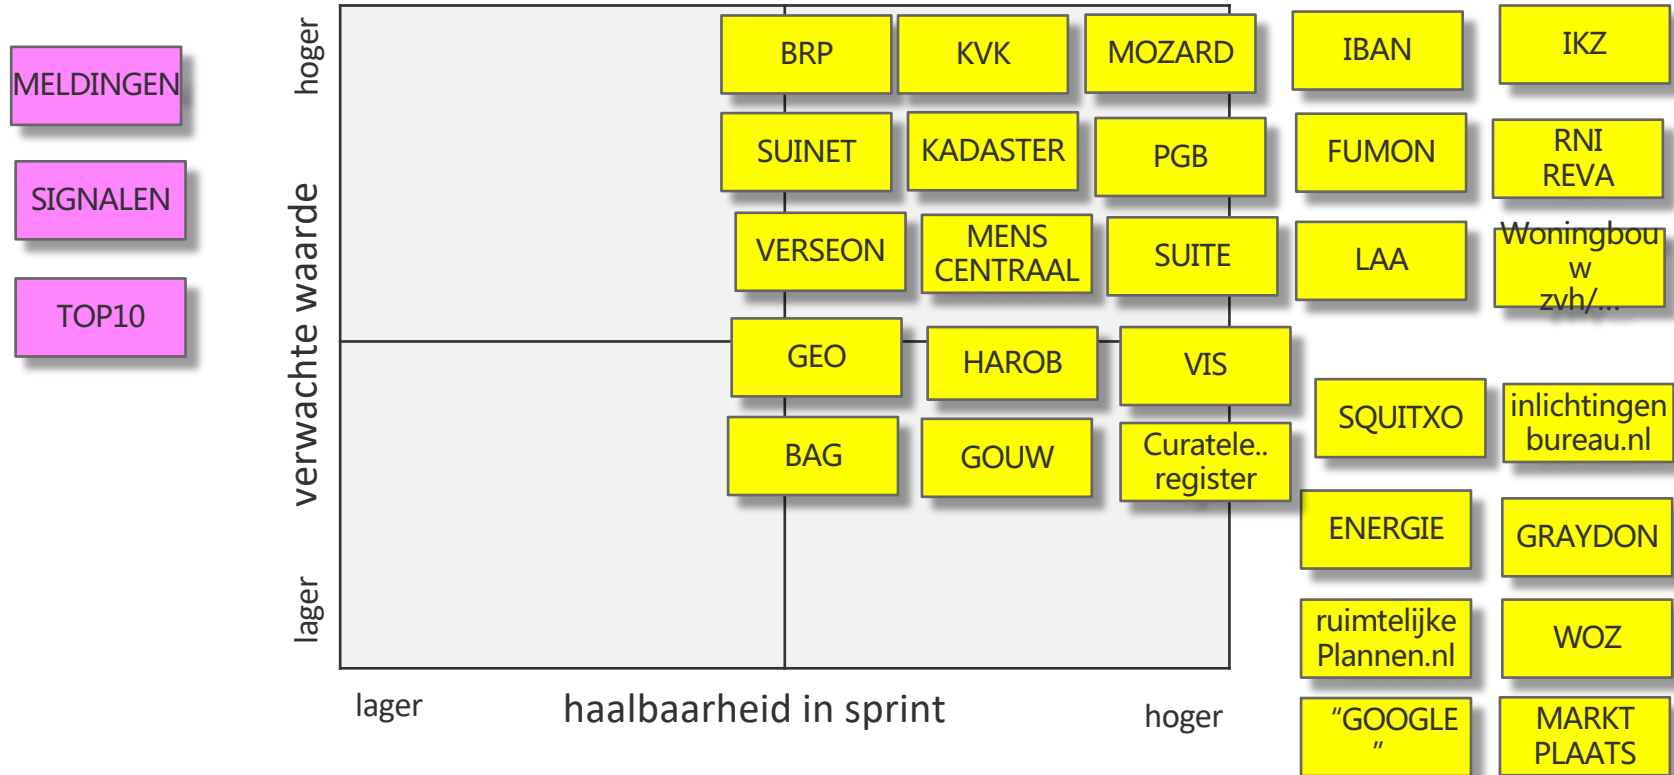 MELDINGEN
SIGNALEN
TOP10
hoger
verwachte waarde
lager
BRP
KVK
MOZARD
IBAN
IKZ
SUINET
KADASTER
PGB
FUMON
RNI
REVA
VERSEON
MENS
CENTRAAL
SUITE
LAA
Woningbou
w
zvh/...
GEO
HAROB
VIS
SQUITXO
inlichtingen
bureau.nl
BAG
GOUW
Curatele..
register
ENERGIE
GRAYDON
ruimtelijke
Plannen.nl
WOZ
“GOOGLE
”
MARKT
PLAATS
lager
haalbaarheid in sprint
hoger